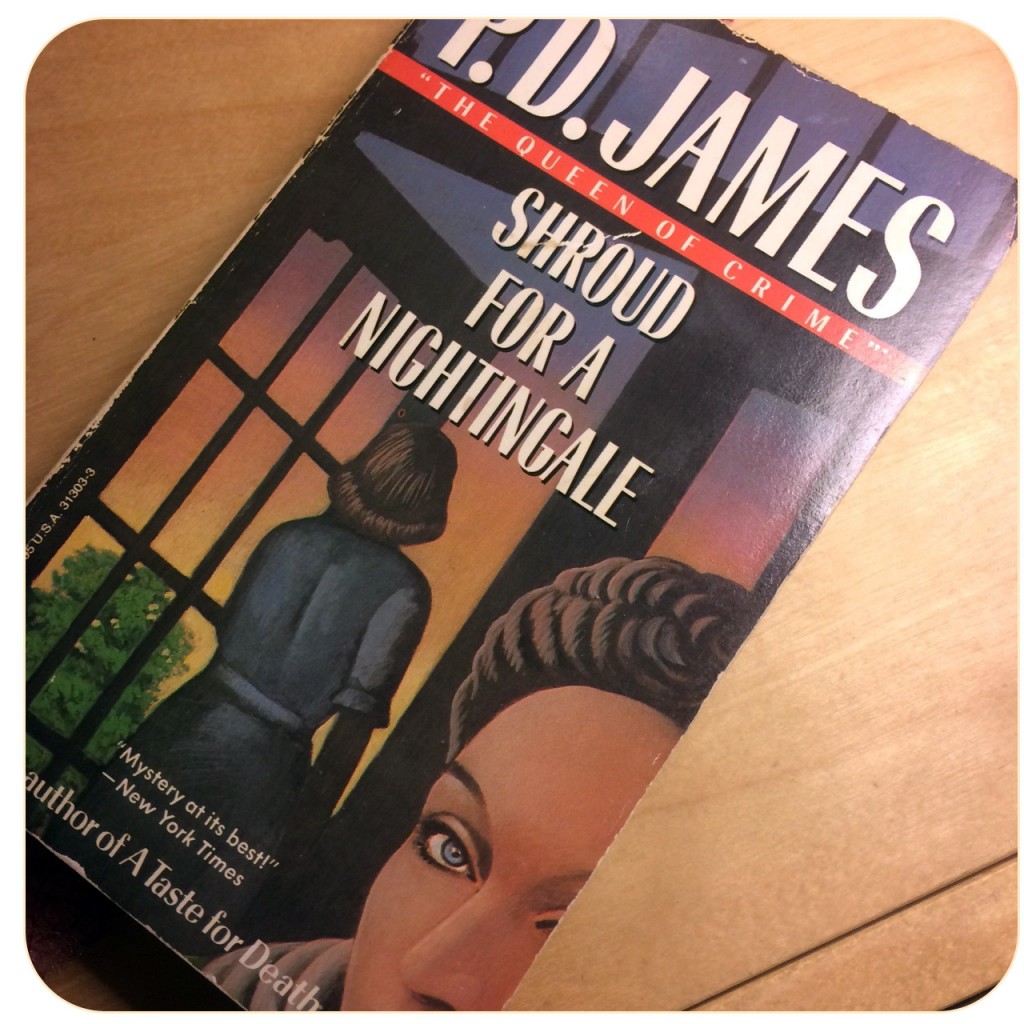 P. D. JAMES
"THE QUEEN OF CRIME"
SHROUD
FOR A
NIGHTINGALE
U.S.A. 31303-3
"Mystery at its best!"
— New York Times
author of A Taste for Death